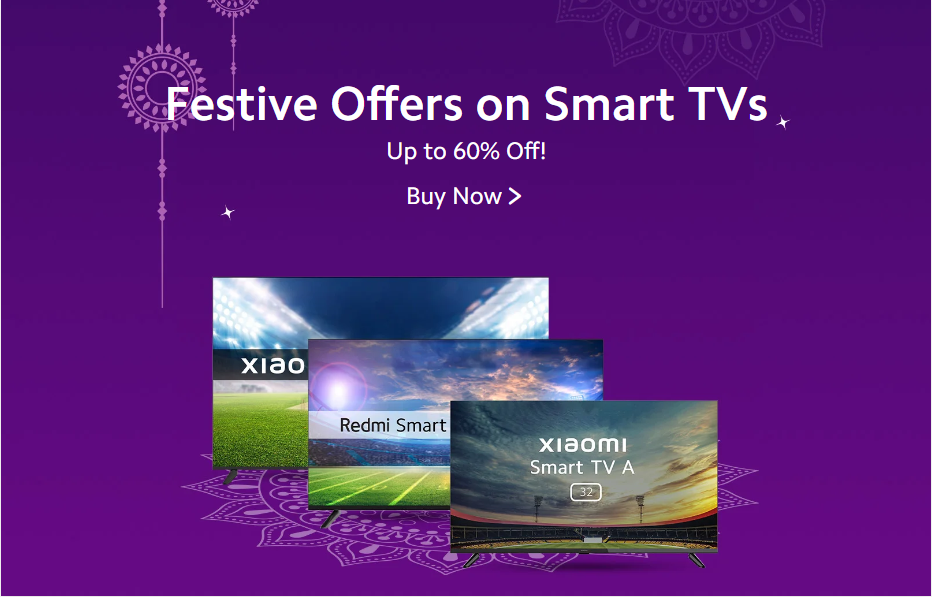 Festive Offers on Smart TVs
Up to 60% Off!
Buy Now >
xiao
Redmi Smart
xiaomi
Smart TV A
32